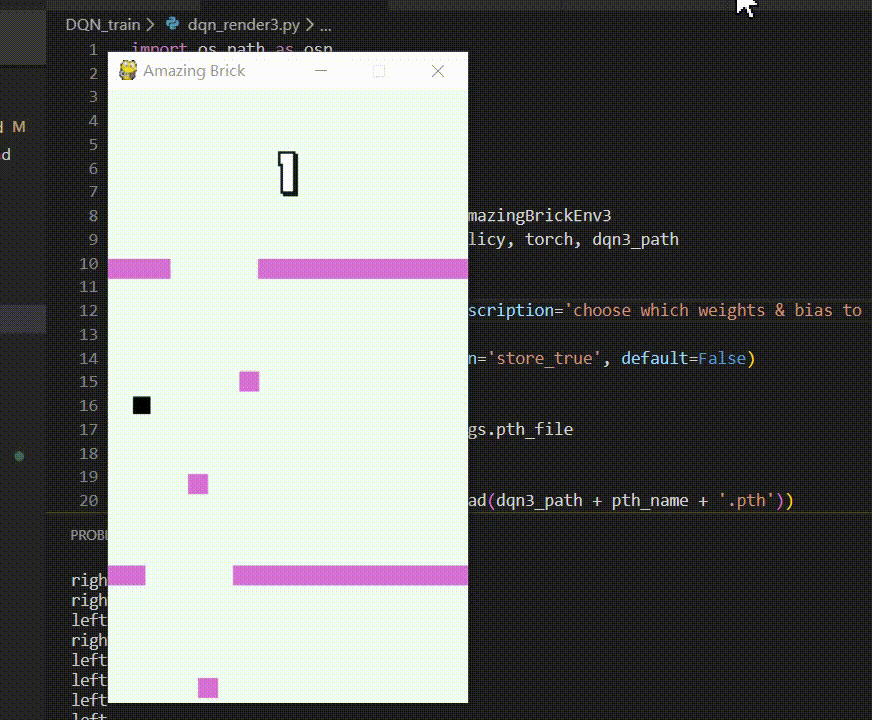 DQN_train > dqn_render3.py > ...
1 import os.path as osp
2
Amazing Brick
3
4
5
6
1
7
8 mazingBrickEnv3
9 licy, torch, dqn3_path
10
11
12 scription='choose which weights & bias to
13
14 n='store_true', default=False)
15
16
17 gs.pth_file
18
19
20 ad(dqn3_path + pth_name + '.pth'))
M
d
PROBL
righ
righ
left
righ
left
left
left
left